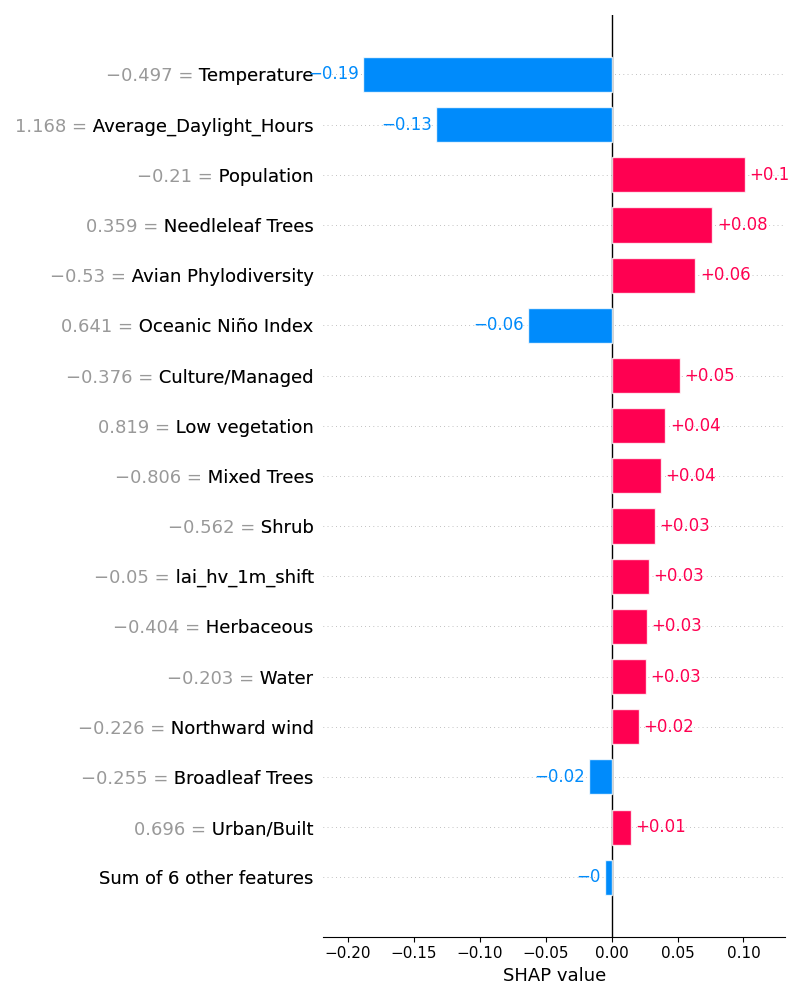 −0.497 = Temperature −0.19
1.168 = Average_Daylight_Hours −0.13
−0.21 = Population +0.1
0.359 = Needleleaf Trees +0.08
−0.53 = Avian Phylodiversity +0.06
0.641 = Oceanic Niño Index −0.06
−0.376 = Culture/Managed +0.05
0.819 = Low vegetation +0.04
−0.806 = Mixed Trees +0.04
−0.562 = Shrub +0.03
−0.05 = lai_hv_1m_shift +0.03
−0.404 = Herbaceous +0.03
−0.203 = Water +0.03
−0.226 = Northward wind +0.02
−0.255 = Broadleaf Trees −0.02
0.696 = Urban/Built +0.01
Sum of 6 other features −0
−0.20 −0.15 −0.10 −0.05 0.00 0.05 0.10
SHAP value